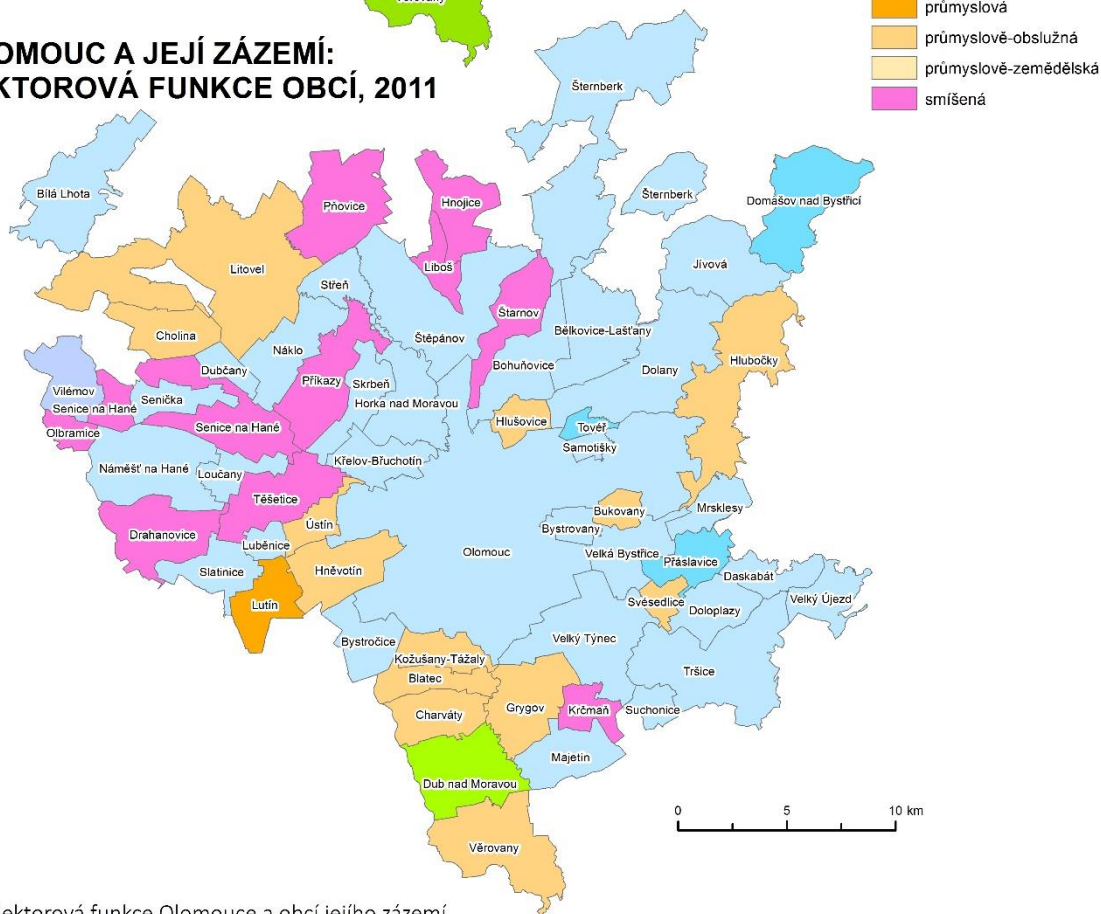 průmyslová
OMOUC A JEJÍ ZÁZEMÍ:
KTOROVÁ FUNKCE OBCÍ, 2011
průmyslově-obslužná
průmyslově-zemědělská
smíšená
Šternberk
Bílá Lhota
Pňovice
Hnojice
Šternberk
Domašov nad Bystřicí
Litovel
Liboš
Jívová
Střeň
Štarnov
Cholina
Náklo
Štěpánov
Bělkovice-Lašťany
Hlubočky
Dubčany
Příkazy
Skrbeň
Bohuňovice
Dolany
Vilémov
Senička
Horka nad Moravou
Senice na Hané
Olbramice
Senice na Hané
Hlušovice
Tovéř
Samotišky
Náměšť na Hané
Loučany
Křelov-Břuchotín
Těšetice
Bukovany
Mrsklesy
Ústín
Bystrovany
Drahanovice
Luběnice
Olomouc
Velká Bystřice
Přáslavice
Slatinice
Hněvotín
Daskabát
Lutín
Svésedlice
Doloplazy
Velký Újezd
Bystročice
Velký Týnec
Kožušany-Tážaly
Blatec
Tršice
Charváty
Grygov
Krčmaň
Suchonice
Majetín
Dub nad Moravou
0 5 10 km
Věrovany
ektorová funkce Olomouce a obcí jejího zázemí